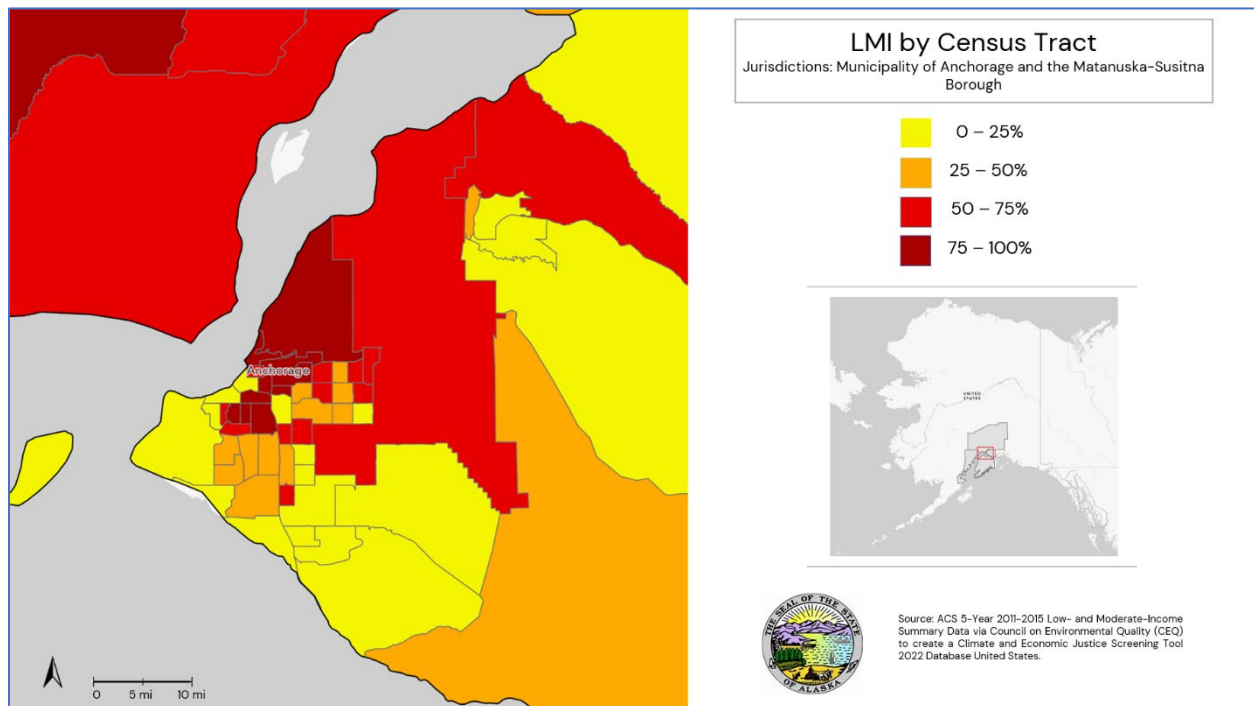 LMI by Census Tract
Jurisdictions: Municipality of Anchorage and the Matanuska-Susitna
Borough
0 – 25%
25 – 50%
50 – 75%
75 – 100%
Anchorage
UNITED
STATES
0 5 mi 10 mi
THE SEAL OF THE STATE
OF ALASKA
Source: ACS 5-Year 2011-2015 Low- and Moderate-Income
Summary Data via Council on Environmental Quality (CEQ)
to create a Climate and Economic Justice Screening Tool
2022 Database United States.